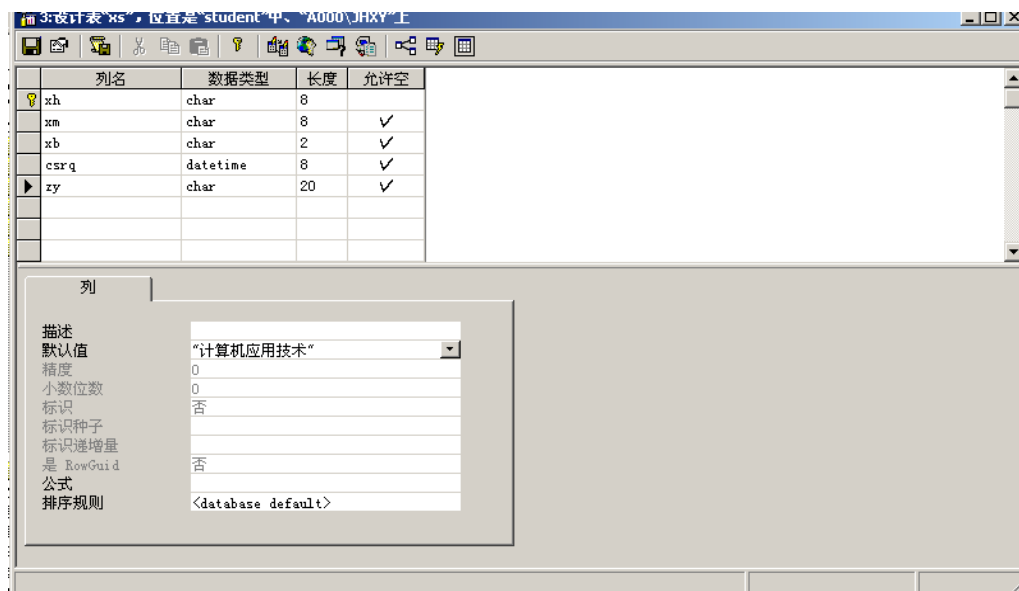 3:设计表"xs"，位置是"student"中、"A000\JHXY"上
列名 数据类型 长度 允许空
xh char 8
xm char 8 ✓
xb char 2 ✓
csrq datetime 8 ✓
zy char 20 ✓
列
描述
默认值 "计算机应用技术"
精度 0
小数位数 0
标识 否
标识种子
标识递增量
是 RowGuid 否
公式
排序规则 <database default>